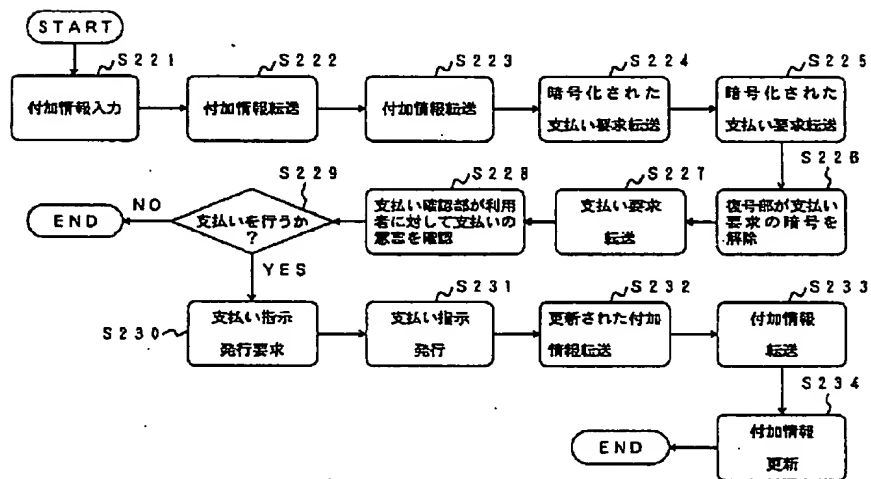 START
S221
付加情報入力
S222
付加情報転送
S223
付加情報転送
S224
暗号化された
支払い要求転送
S225
暗号化された
支払い要求転送
S226
復号部が支払い
要求の暗号を
解除
S227
支払い要求
転送
S228
支払い確認部が利用
者に対して支払いの
意志を確認
S229
支払いを行うか
?
NO
END
YES
S230
支払い指示
発行要求
S231
支払い指示
発行
S232
更新された付加
情報転送
S233
付加情報
転送
S234
付加情報
更新
END